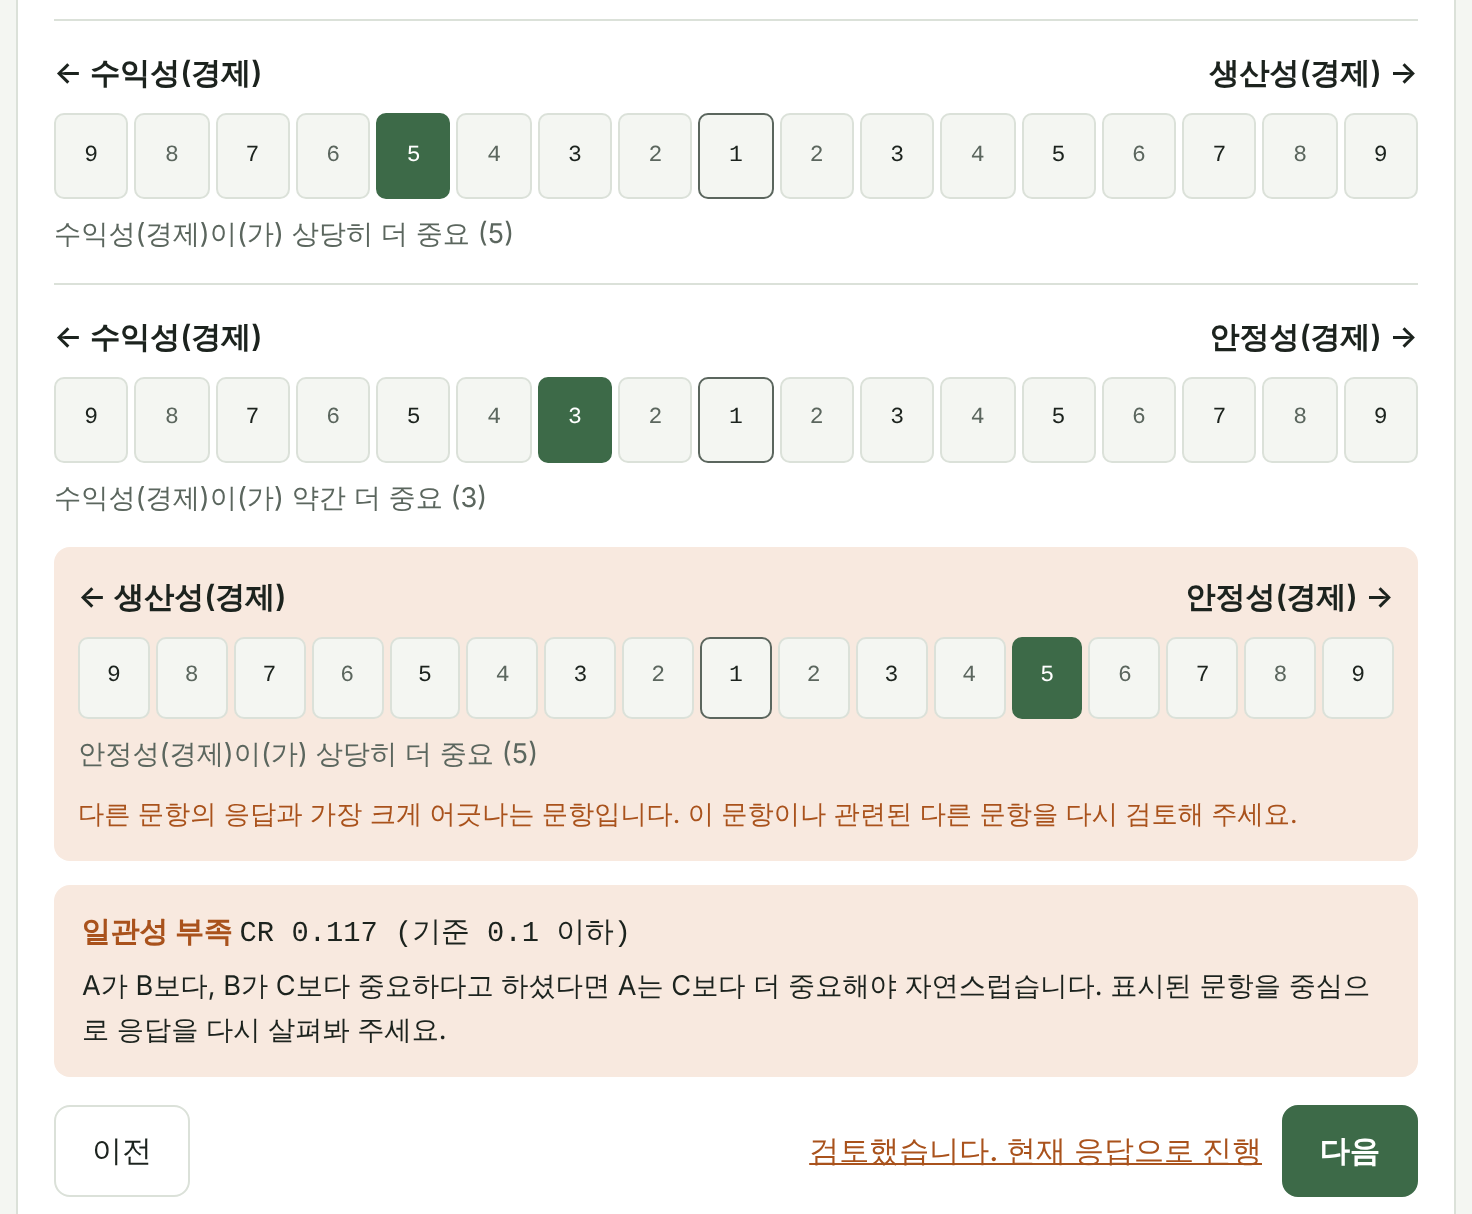 ← 수익성(경제) 생산성(경제) →
9 8 7 6 5 4 3 2 1 2 3 4 5 6 7 8 9
수익성(경제)이(가) 상당히 더 중요 (5)
← 수익성(경제) 안정성(경제) →
9 8 7 6 5 4 3 2 1 2 3 4 5 6 7 8 9
수익성(경제)이(가) 약간 더 중요 (3)
← 생산성(경제) 안정성(경제) →
9 8 7 6 5 4 3 2 1 2 3 4 5 6 7 8 9
안정성(경제)이(가) 상당히 더 중요 (5)
다른 문항의 응답과 가장 크게 어긋나는 문항입니다. 이 문항이나 관련된 다른 문항을 다시 검토해 주세요.
일관성 부족 CR 0.117 (기준 0.1 이하)
A가 B보다, B가 C보다 중요하다고 하셨다면 A는 C보다 더 중요해야 자연스럽습니다. 표시된 문항을 중심으
로 응답을 다시 살펴봐 주세요.
이전 검토했습니다. 현재 응답으로 진행 다음